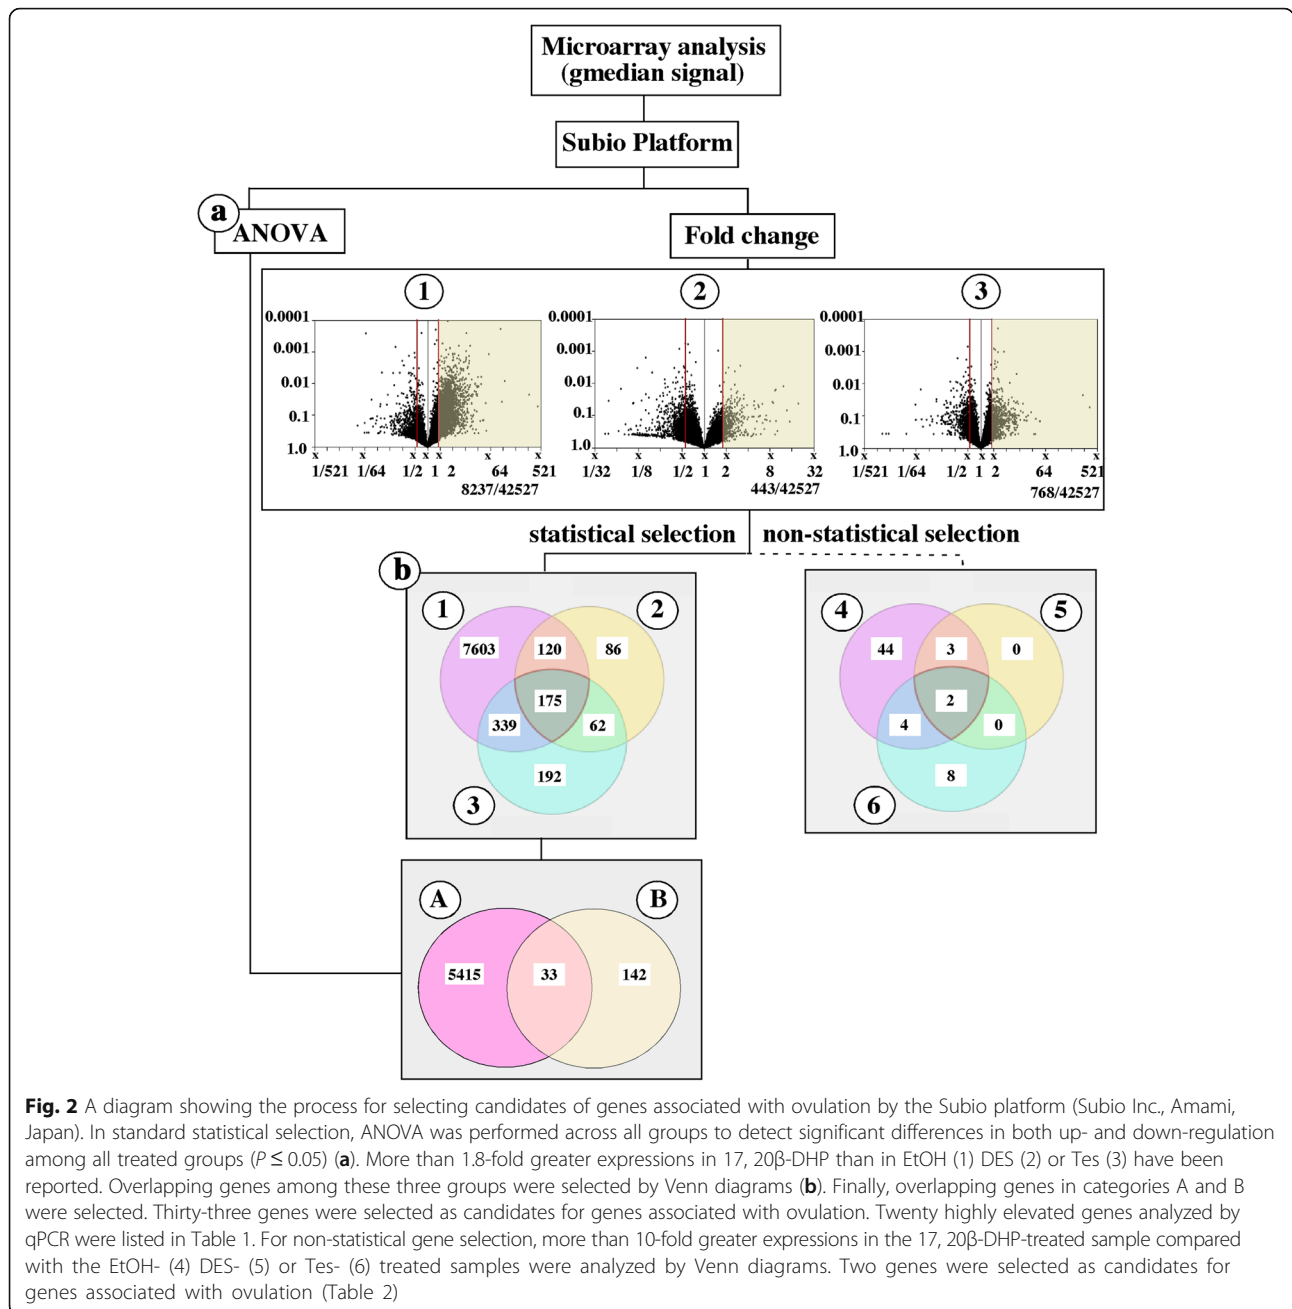 Microarray analysis
(gmedian signal)
Subio Platform
a
ANOVA
Fold change
1
2
3
0.0001
0.001
0.01
0.1
1.0
x x x x x x
1/521 1/64 1/2 1 2 64 521
8237/42527
0.0001
0.001
0.01
0.1
1.0
x x x x x x x
1/32 1/8 1/2 1 2 8 32
443/42527
0.0001
0.001
0.01
0.1
1.0
x x x x x x x
1/521 1/64 1/2 1 2 64 521
768/42527
statistical selection
non-statistical selection
b
1
2
7603
120
86
175
339
62
192
3
4
5
44
3
0
2
4
0
8
6
A
B
5415
33
142
Fig. 2 A diagram showing the process for selecting candidates of genes associated with ovulation by the Subio platform (Subio Inc., Amami,
Japan). In standard statistical selection, ANOVA was performed across all groups to detect significant differences in both up- and down-regulation
among all treated groups (P ≤ 0.05) (a). More than 1.8-fold greater expressions in 17, 20β-DHP than in EtOH (1) DES (2) or Tes (3) have been
reported. Overlapping genes among these three groups were selected by Venn diagrams (b). Finally, overlapping genes in categories A and B
were selected. Thirty-three genes were selected as candidates for genes associated with ovulation. Twenty highly elevated genes analyzed by
qPCR were listed in Table 1. For non-statistical gene selection, more than 10-fold greater expressions in the 17, 20β-DHP-treated sample compared
with the EtOH- (4) DES- (5) or Tes- (6) treated samples were analyzed by Venn diagrams. Two genes were selected as candidates for
genes associated with ovulation (Table 2)